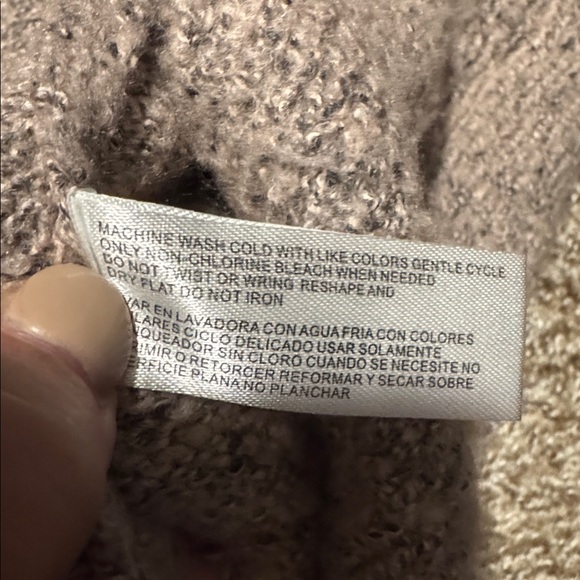 MACHINE WASH COLD WITH LIKE COLORS GENTLE CYCLE
ONLY NON-CHLORINE BLEACH WHEN NEEDED
DO NOT TWIST OR WRING RESHAPE AND
DRY FLAT DO NOT IRON
EN LAVADORA CON AGUA FRIA CON COLORES
CICLO DELICADO USAR SOLAMENTE
SIN CLORO CUANDO SE NECESITE NO
O RETORCER REFORMAR Y SECAR SOBRE
PLANA.NO PLANCHAR